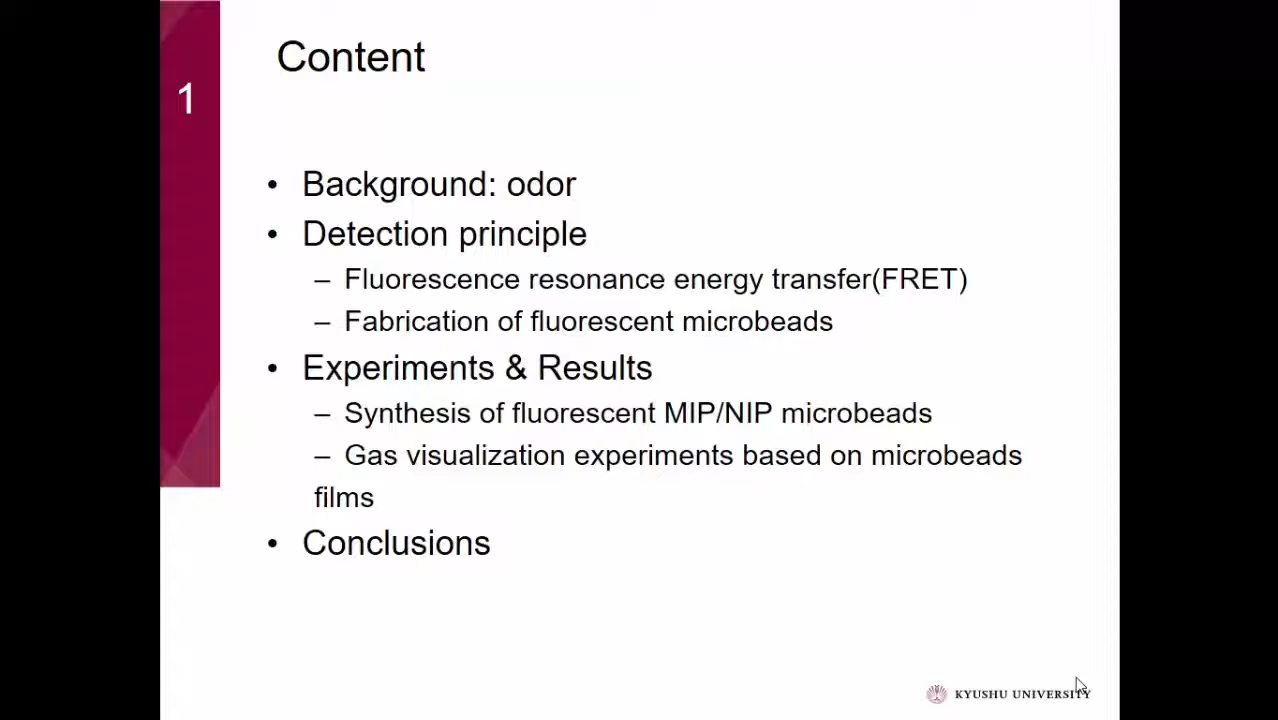 Content
1
• Background: odor
• Detection principle
– Fluorescence resonance energy transfer(FRET)
– Fabrication of fluorescent microbeads
• Experiments & Results
– Synthesis of fluorescent MIP/NIP microbeads
– Gas visualization experiments based on microbeads
films
• Conclusions
KYUSHU UNIVERSITY